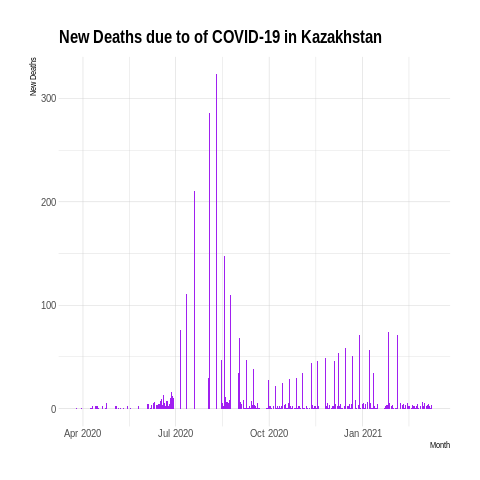 New Deaths due to of COVID-19 in Kazakhstan
New Deaths
300
200
100
0
Apr 2020
Jul 2020
Oct 2020
Jan 2021
Month